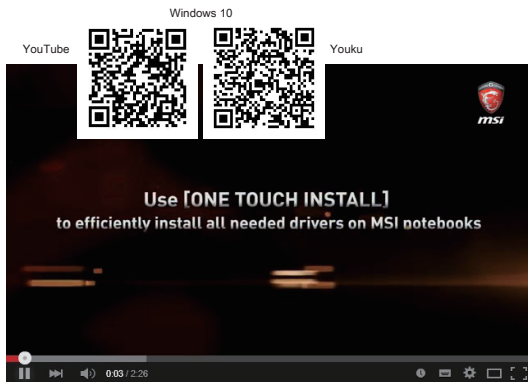 Windows 10
YouTube
Youku
msi
Use [ONE TOUCH INSTALL]
to efficiently install all needed drivers on MSI notebooks
0:03 / 2:26